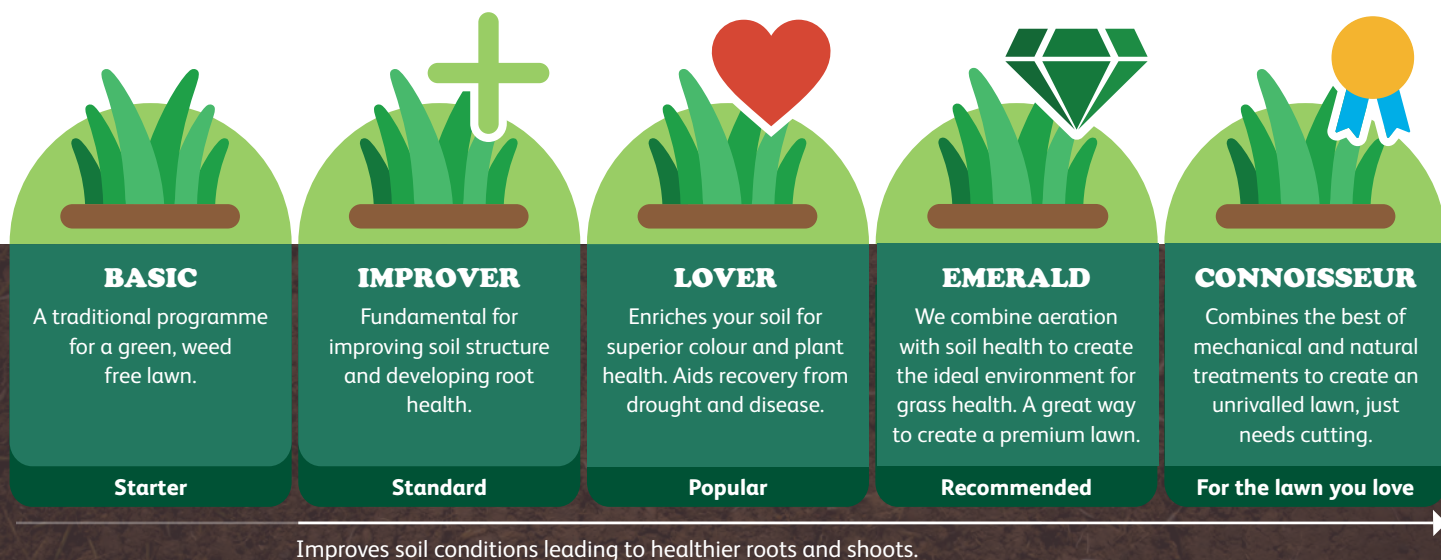 BASIC
A traditional programme
for a green, weed
free lawn.
Starter
IMPROVER
Fundamental for
improving soil structure
and developing root
health.
Standard
LOVER
Enriches your soil for
superior colour and plant
health. Aids recovery from
drought and disease.
Popular
EMERALD
We combine aeration
with soil health to create
the ideal environment for
grass health. A great way
to create a premium lawn.
Recommended
CONNOISSEUR
Combines the best of
mechanical and natural
treatments to create an
unrivalled lawn, just
needs cutting.
For the lawn you love
Improves soil conditions leading to healthier roots and shoots.